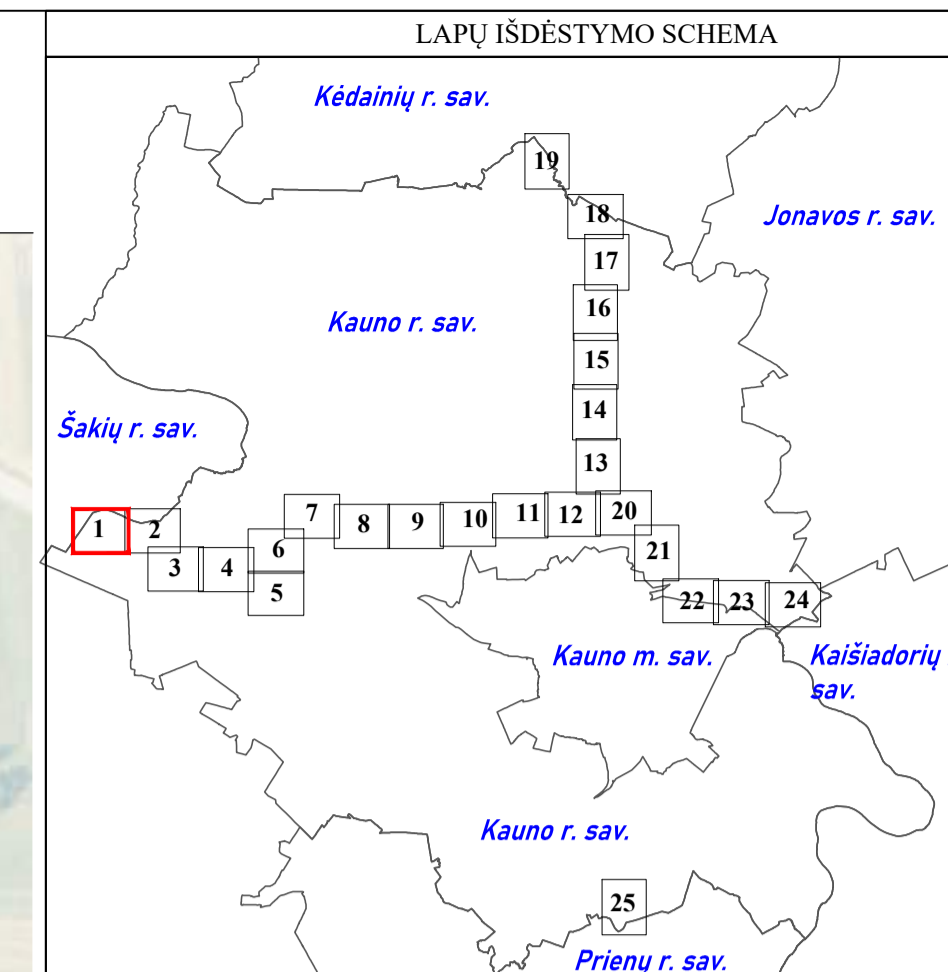 LAPŲ IŠDĖSTYMO SCHEMA
Kėdainių r. sav.
19
18
Jonavos r. sav.
17
16
Kauno r. sav.
15
14
Šakių r. sav.
13
1
2
7
8
9
10
11
12
20
6
21
3
4
5
22
23
24
Kauno m. sav.
Kaišiadorių
sav.
Kauno r. sav.
25
Prienų r. sav.